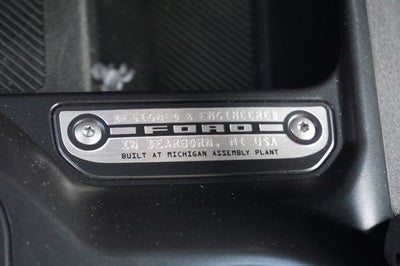 DESIGNED & ENGINEERED
FORD
IN DEARBORN, MI USA
BUILT AT MICHIGAN ASSEMBLY PLANT